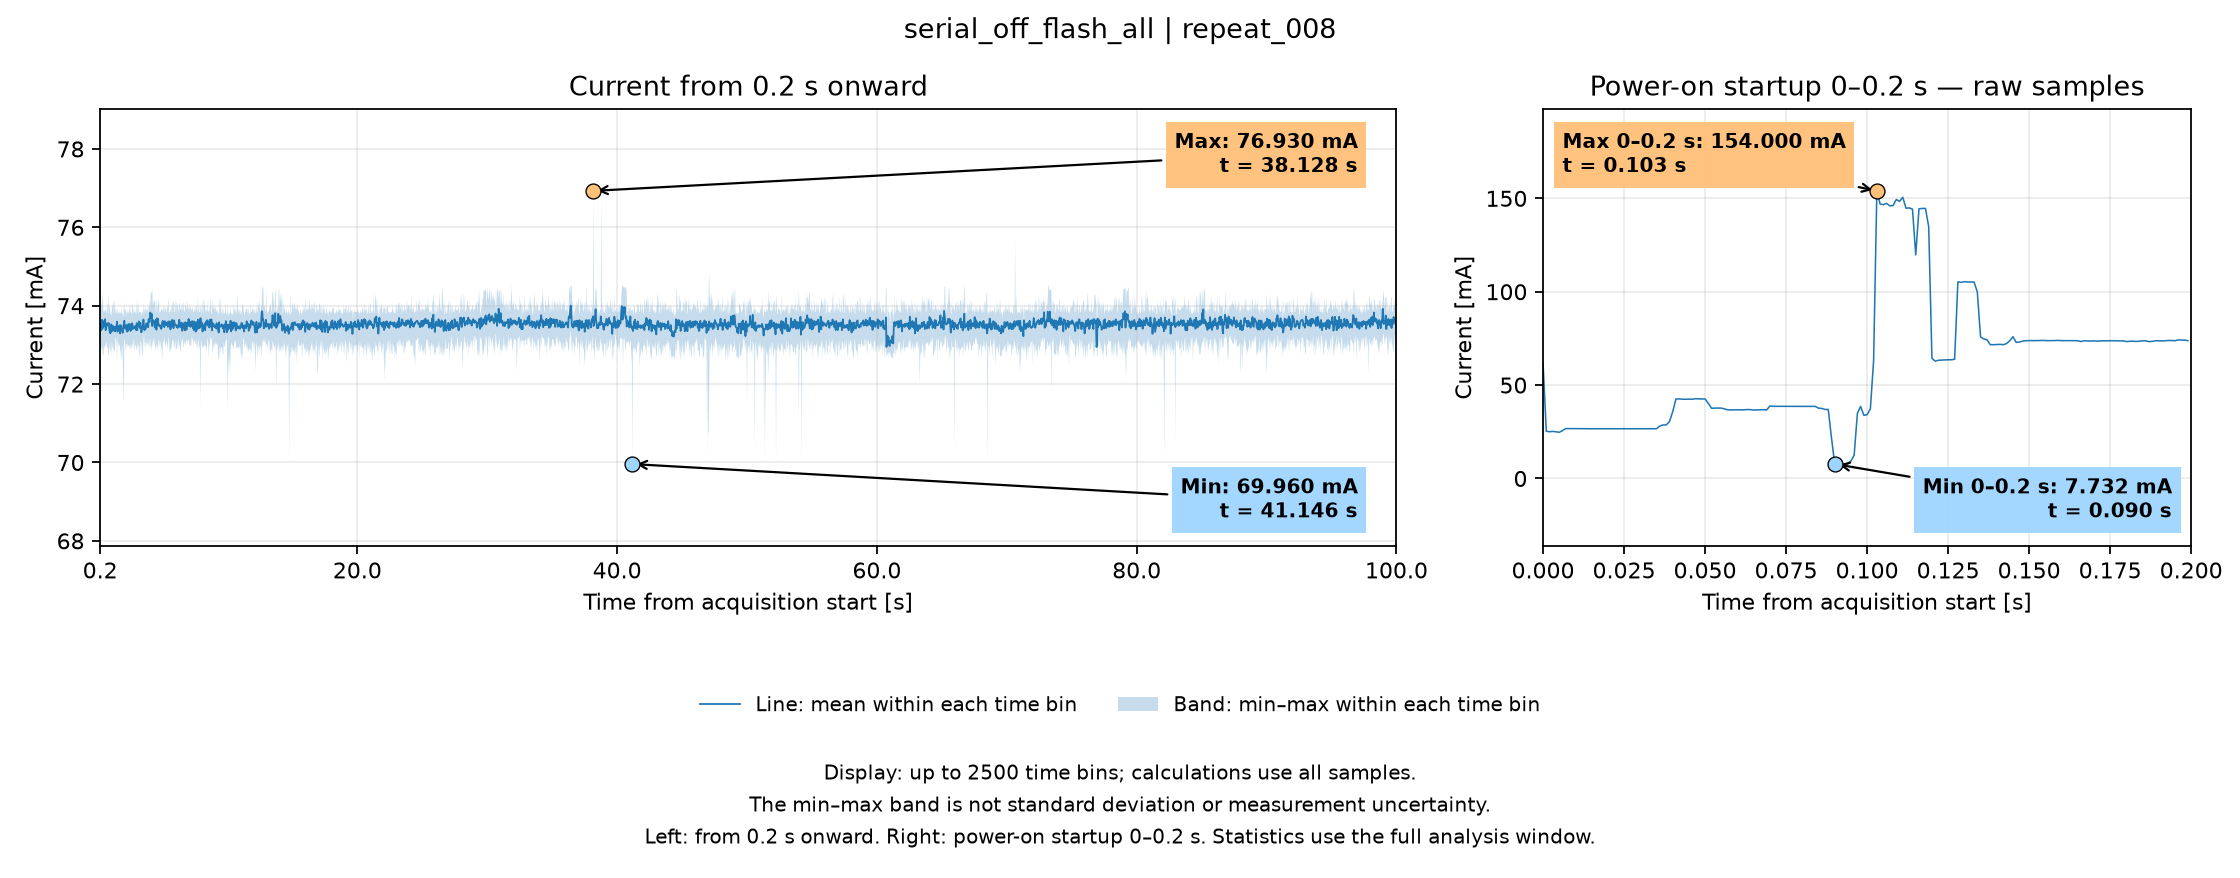 serial_off_flash_all | repeat_008
Current from 0.2 s onward
Current [mA]
78
76
74
72
70
68
Max: 76.930 mA
t = 38.128 s
Min: 69.960 mA
t = 41.146 s
0.2 20.0 40.0 60.0 80.0 100.0
Time from acquisition start [s]
Power-on startup 0–0.2 s — raw samples
Current [mA]
150
100
50
0
Max 0–0.2 s: 154.000 mA
t = 0.103 s
Min 0–0.2 s: 7.732 mA
t = 0.090 s
0.000 0.025 0.050 0.075 0.100 0.125 0.150 0.175 0.200
Time from acquisition start [s]
Line: mean within each time bin
Band: min–max within each time bin
Display: up to 2500 time bins; calculations use all samples.
The min–max band is not standard deviation or measurement uncertainty.
Left: from 0.2 s onward. Right: power-on startup 0–0.2 s. Statistics use the full analysis window.